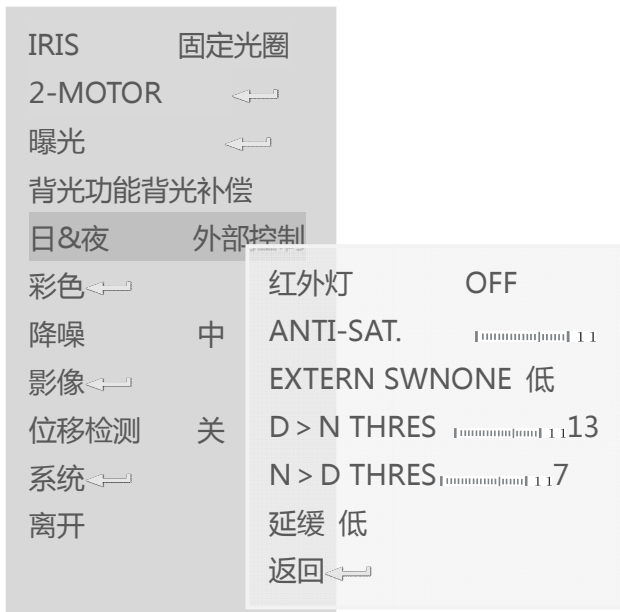 IRIS 固定光圈
2-MOTOR
曝光
背光功能背光补偿
日&夜 外部控制
彩色
降噪 中
影像
位移检测 关
系统
离开
红外灯 OFF
ANTI-SAT. 11
EXTERN SWNONE 低
D > N THRES 1113
N > D THRES 117
延缓 低
返回